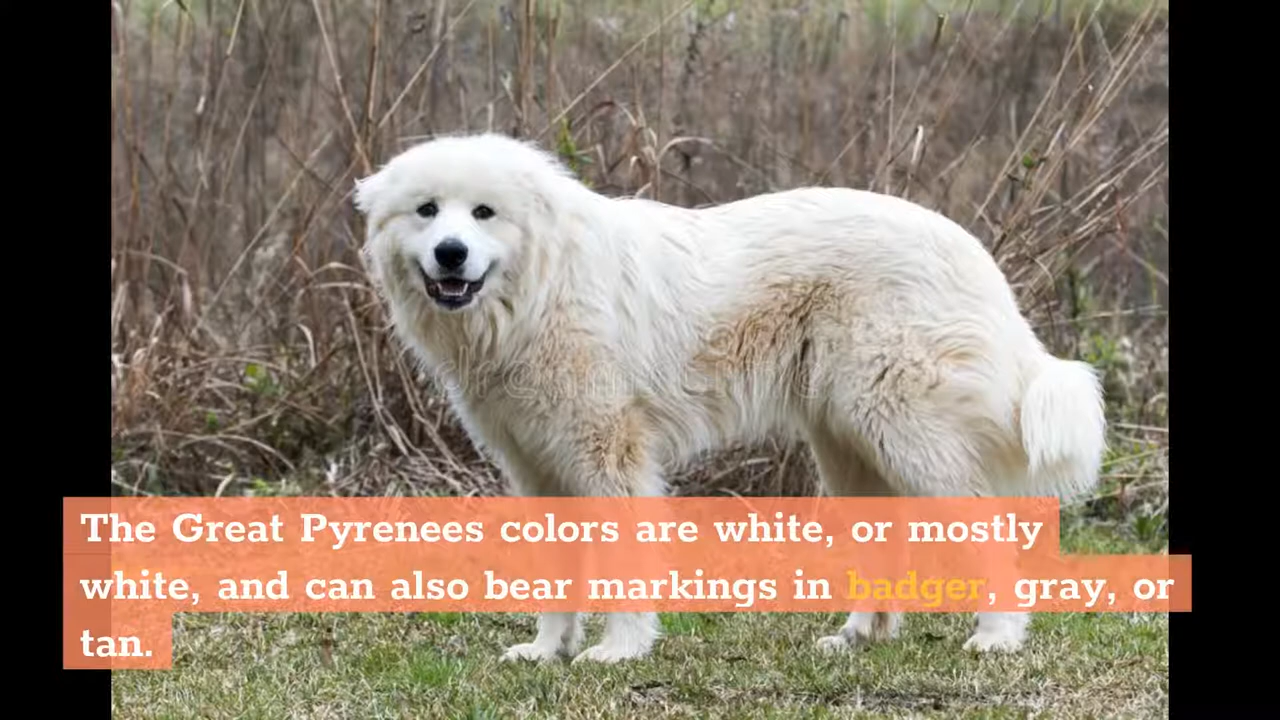 The Great Pyrenees colors are white, or mostly
white, and can also bear markings in badger, gray, or
tan.
dreamstime